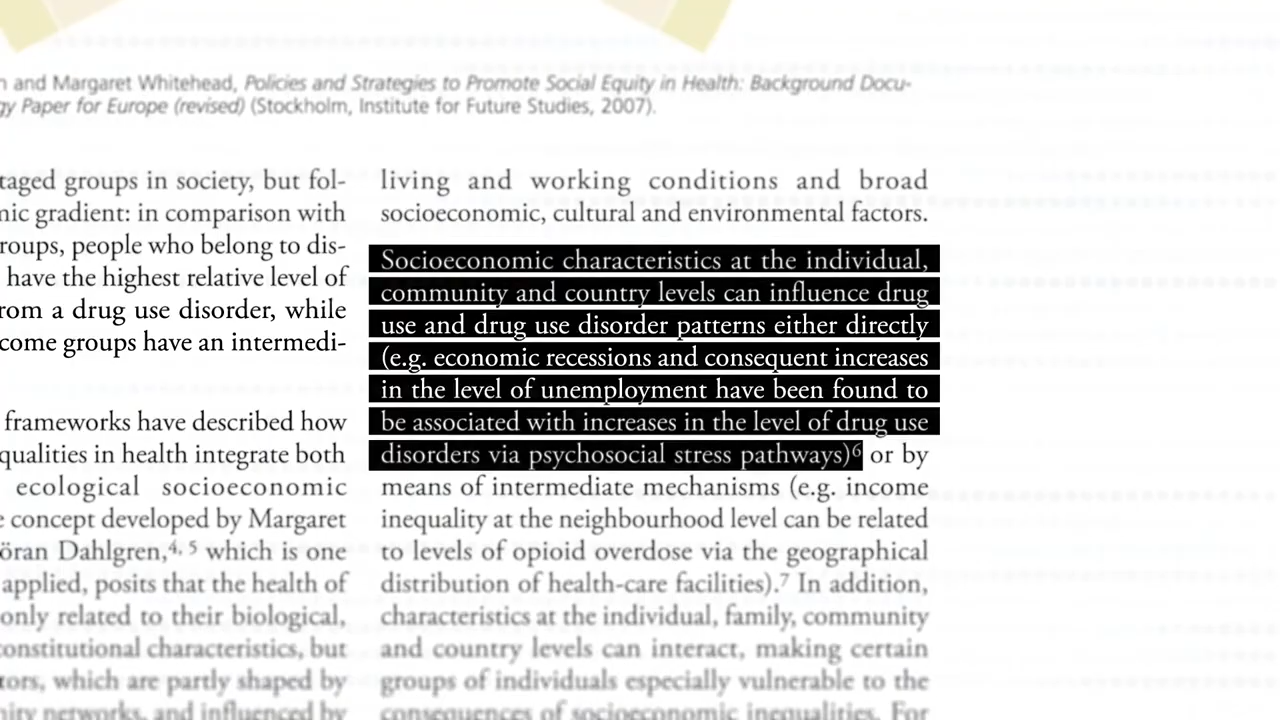 n and Margaret Whitehead, Policies and Strategies to Promote Social Equity in Health: Background Docu-
gy Paper for Europe (revised) (Stockholm, Institute for Future Studies, 2007).
taged groups in society, but fol-
mic gradient: in comparison with
roups, people who belong to dis-
have the highest relative level of
rom a drug use disorder, while
come groups have an intermedi-
frameworks have described how
qualities in health integrate both
ecological socioeconomic
e concept developed by Margaret
öran Dahlgren,4, 5 which is one
applied, posits that the health of
only related to their biological,
constitutional characteristics, but
tors, which are partly shaped by
nity networks, and influenced by
living and working conditions and broad
socioeconomic, cultural and environmental factors.
Socioeconomic characteristics at the individual,
community and country levels can influence drug
use and drug use disorder patterns either directly
(e.g. economic recessions and consequent increases
in the level of unemployment have been found to
be associated with increases in the level of drug use
disorders via psychosocial stress pathways)6 or by
means of intermediate mechanisms (e.g. income
inequality at the neighbourhood level can be related
to levels of opioid overdose via the geographical
distribution of health-care facilities).7 In addition,
characteristics at the individual, family, community
and country levels can interact, making certain
groups of individuals especially vulnerable to the
consequences of socioeconomic inequalities. For